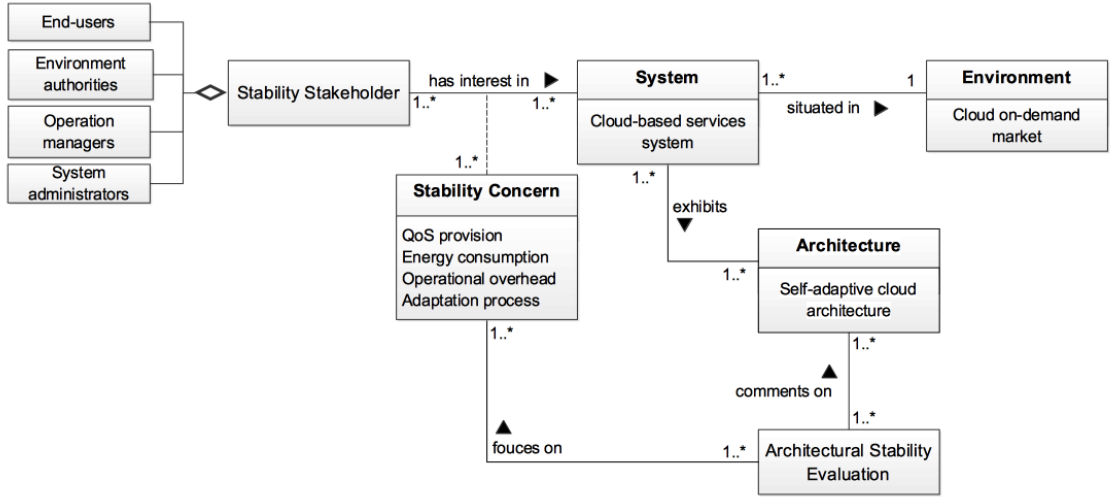 End-users
Environment
authorities
Operation
managers
System
administrators
Stability Stakeholder
1..*
has interest in
1..*
System
Cloud-based services
system
1..*
1
situated in
Environment
Cloud on-demand
market
1..*
Stability Concern
QoS provision
Energy consumption
Operational overhead
Adaptation process
1..*
1..*
exhibits
1..*
Architecture
Self-adaptive cloud
architecture
1..*
comments on
1..*
fouces on
1..*
Architectural Stability
Evaluation